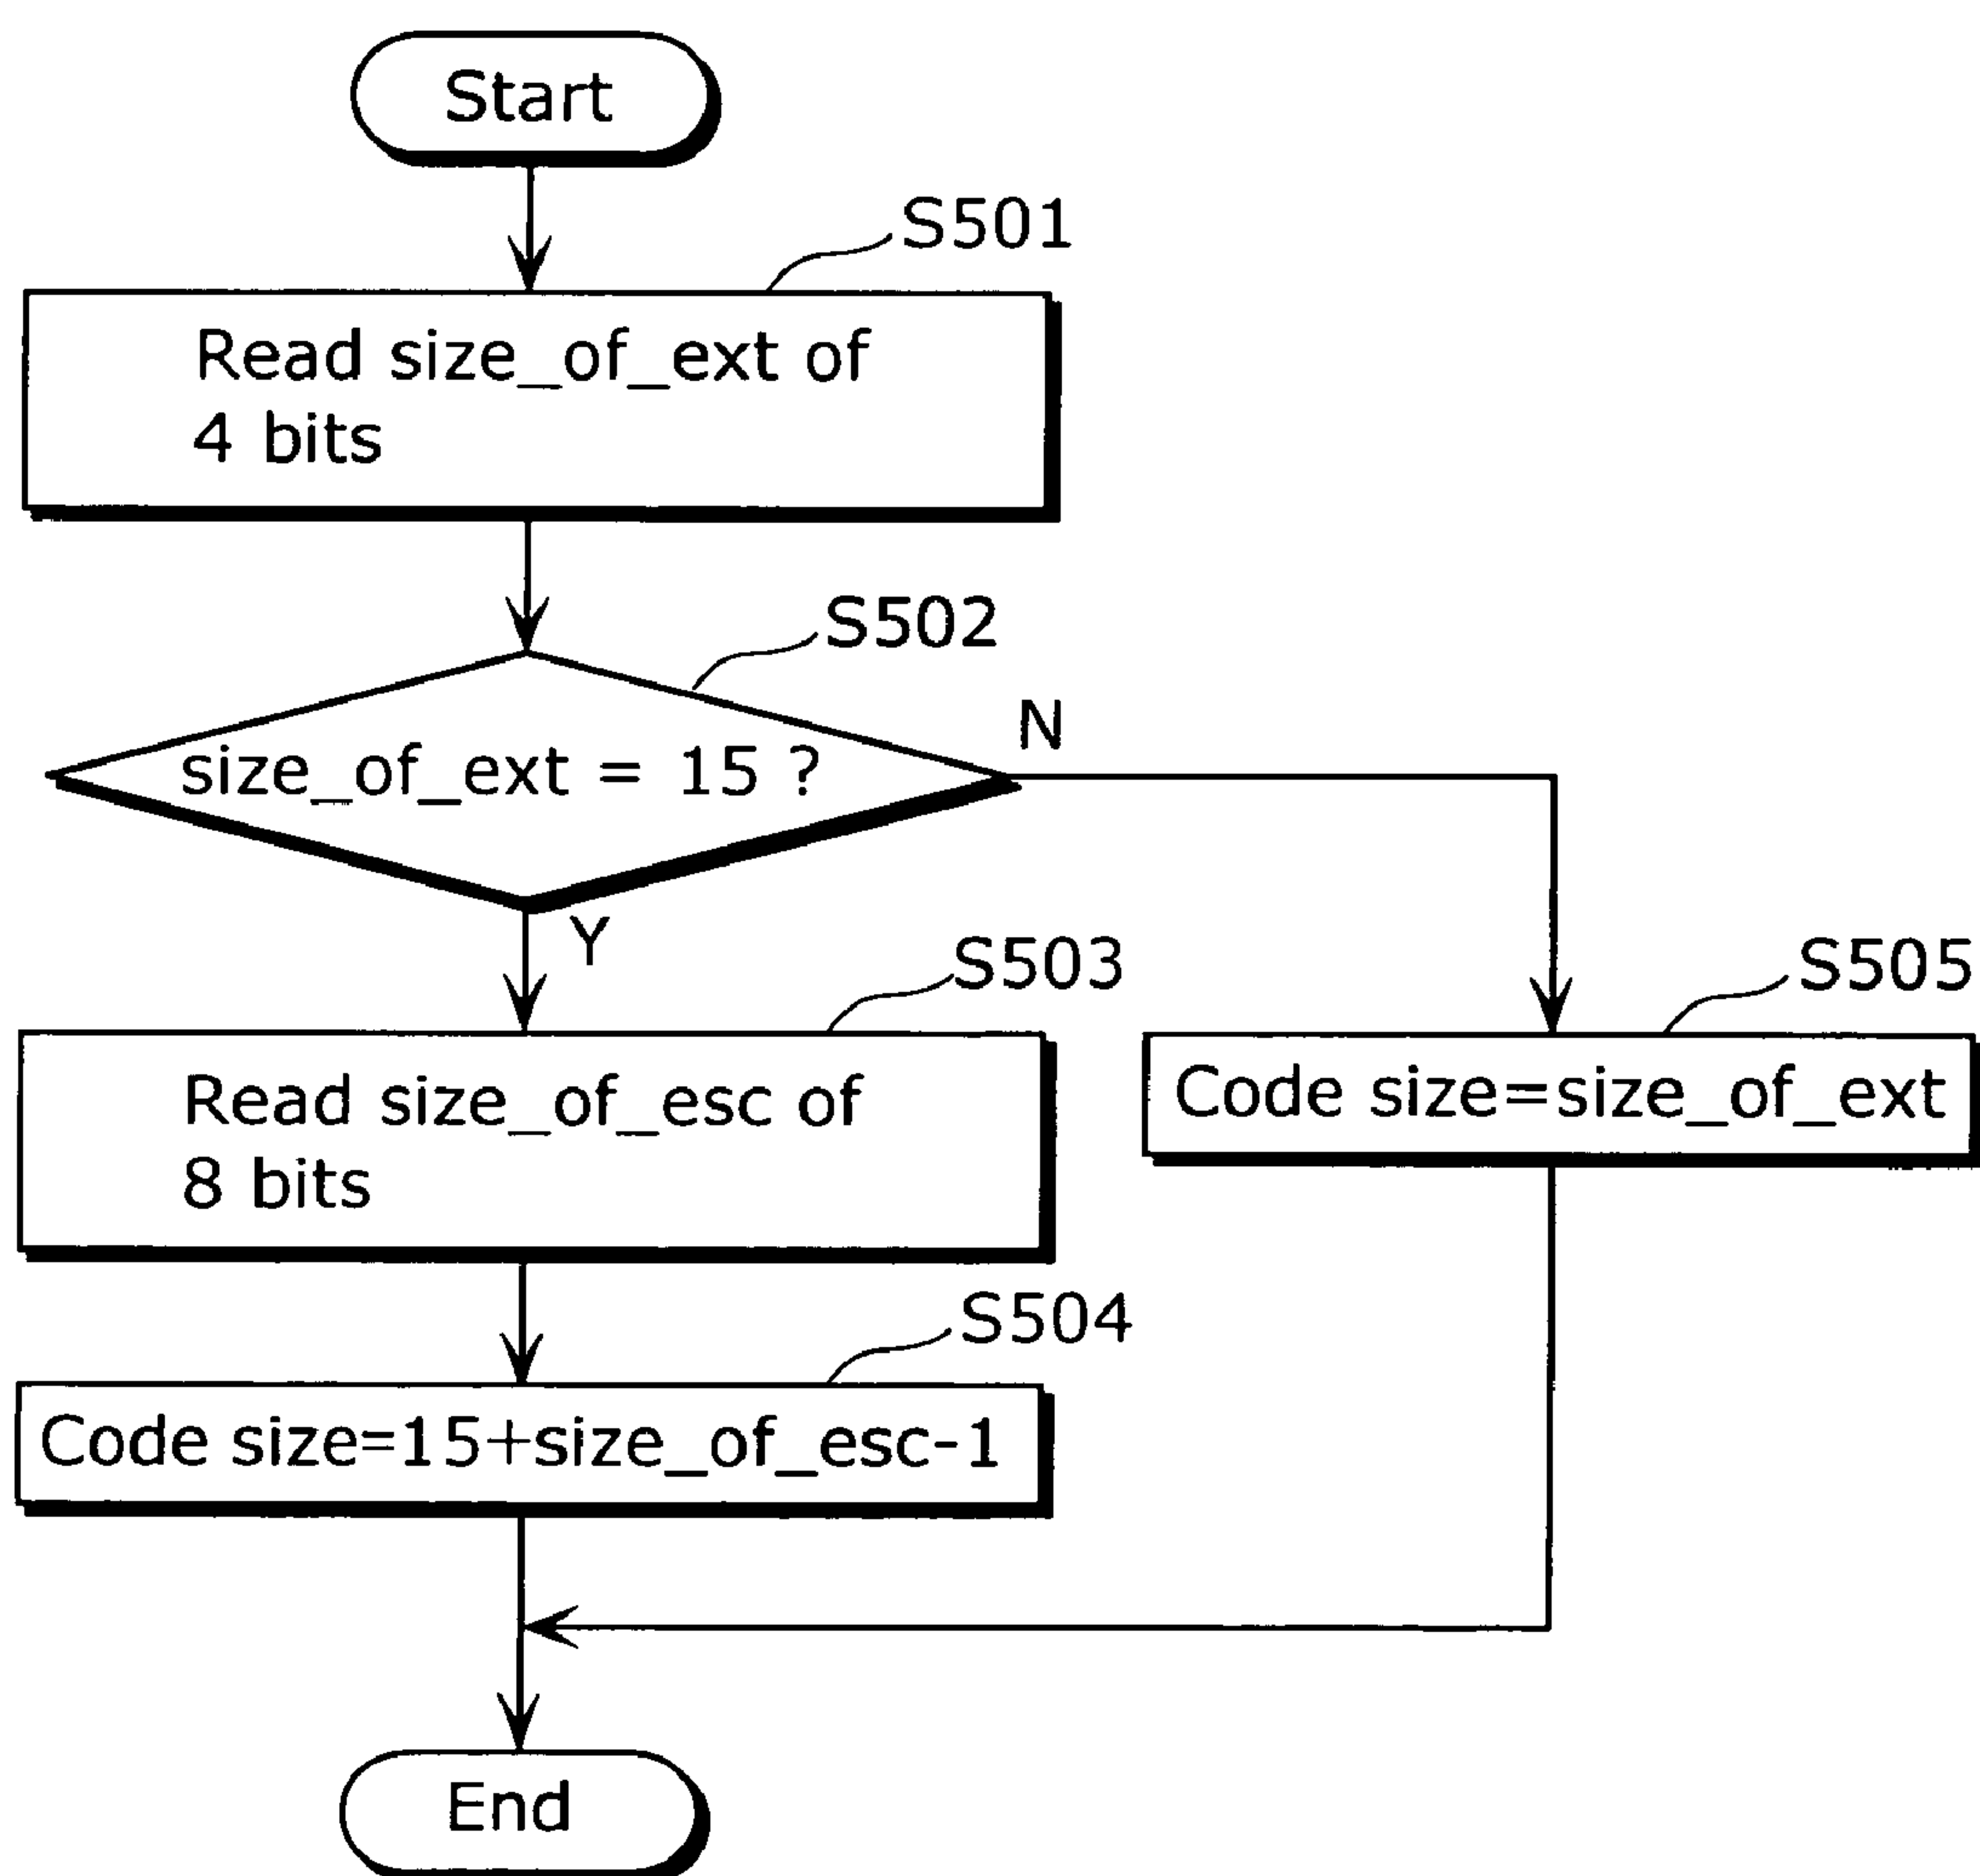 Start
S501
Read size_of_ext of
4 bits
S502
size_of_ext = 15 ?
N
Y
S503
Read size_of_esc of
8 bits
S505
Code size=size_of_ext
S504
Code size=15+size_of_esc-1
End